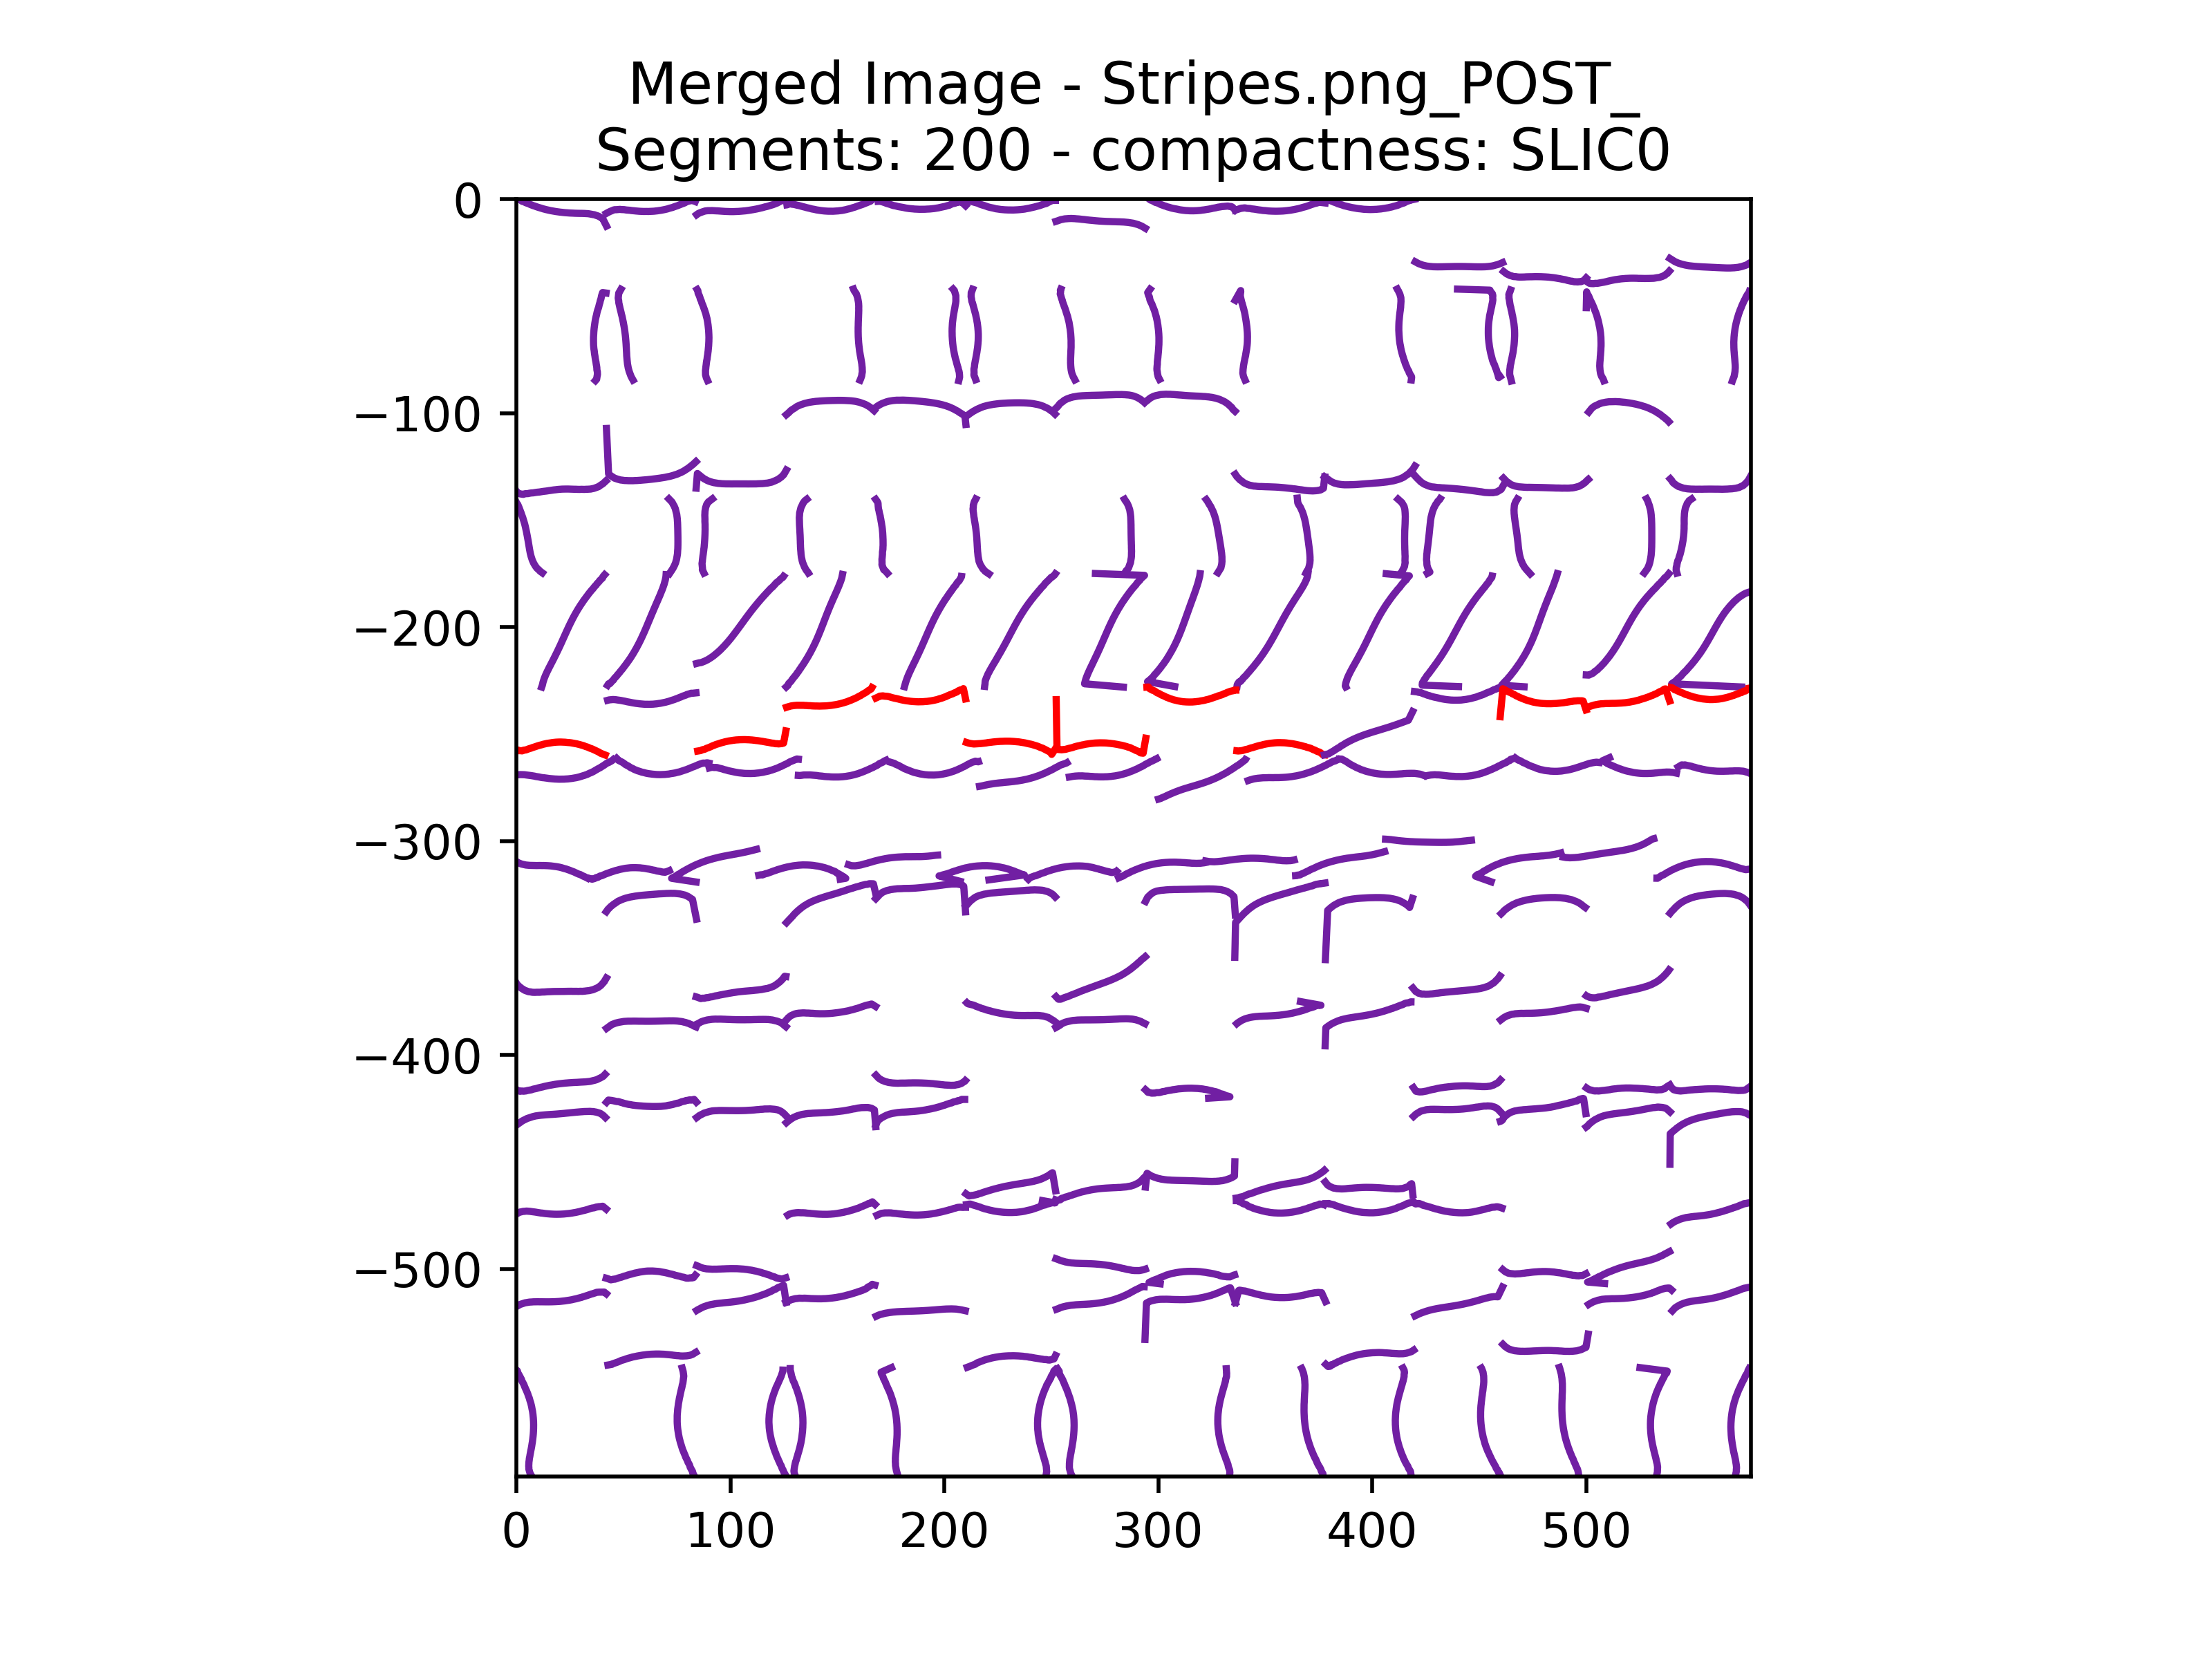 Merged Image - Stripes.png_POST_
Segments: 200 - compactness: SLIC0
0
−100
−200
−300
−400
−500
0 100 200 300 400 500